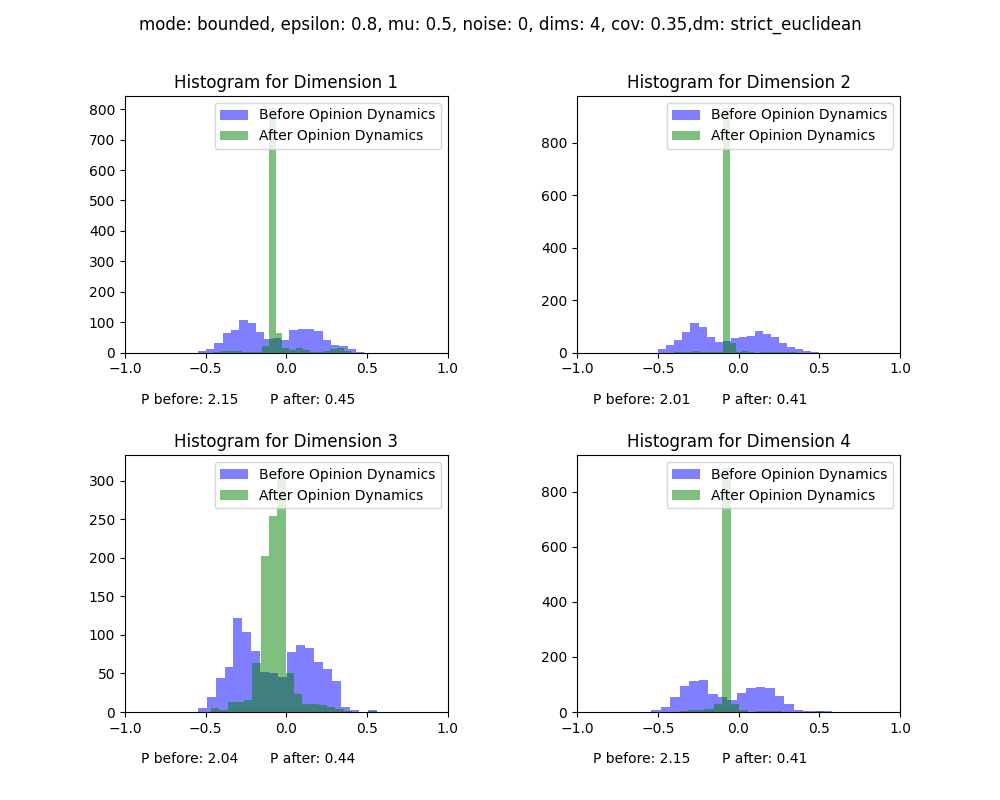 mode: bounded, epsilon: 0.8, mu: 0.5, noise: 0, dims: 4, cov: 0.35,dm: strict_euclidean
Histogram for Dimension 1
Before Opinion Dynamics
After Opinion Dynamics
800
700
600
500
400
300
200
100
0
−1.0 −0.5 0.0 0.5 1.0
P before: 2.15 P after: 0.45
Histogram for Dimension 2
Before Opinion Dynamics
After Opinion Dynamics
800
600
400
200
0
−1.0 −0.5 0.0 0.5 1.0
P before: 2.01 P after: 0.41
Histogram for Dimension 3
Before Opinion Dynamics
After Opinion Dynamics
300
250
200
150
100
50
0
−1.0 −0.5 0.0 0.5 1.0
P before: 2.04 P after: 0.44
Histogram for Dimension 4
Before Opinion Dynamics
After Opinion Dynamics
800
600
400
200
0
−1.0 −0.5 0.0 0.5 1.0
P before: 2.15 P after: 0.41